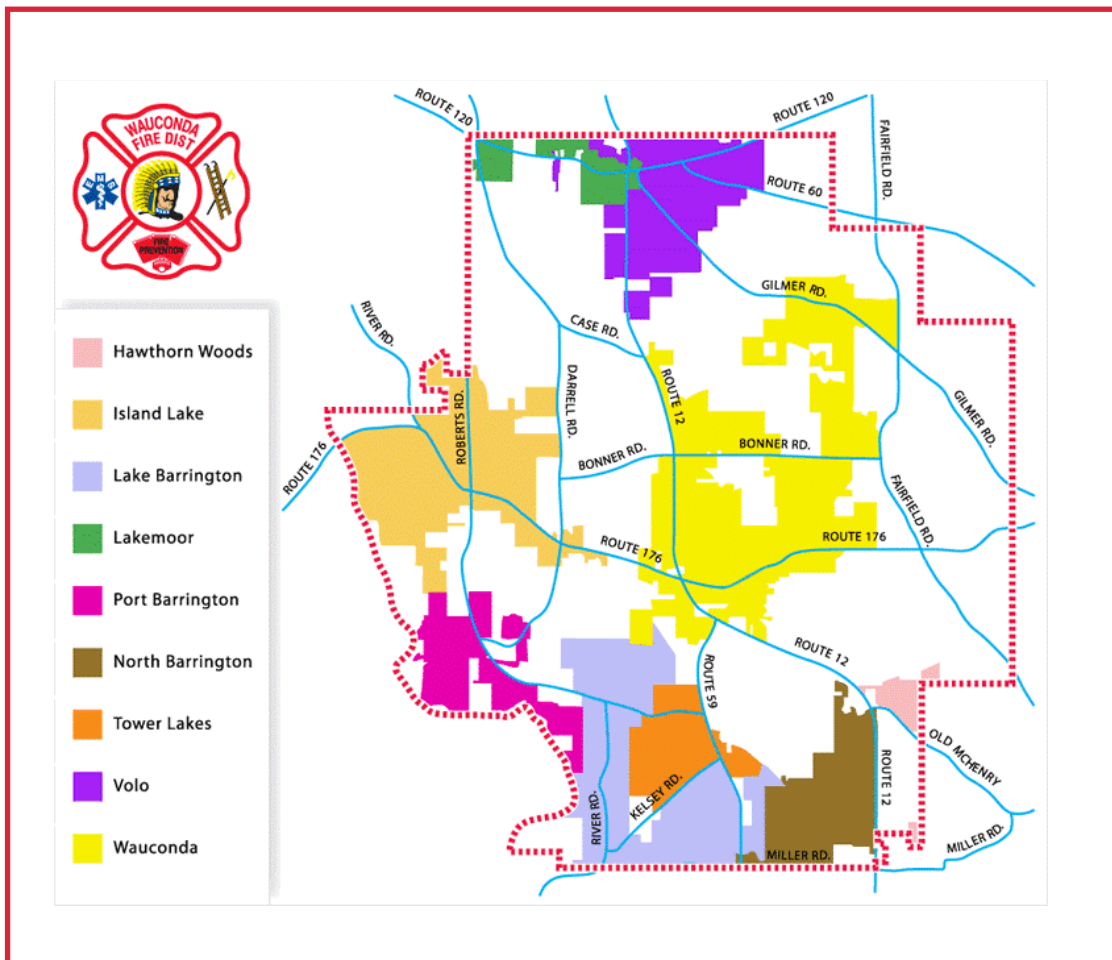 WAUCONDA
FIRE DIST
E M S
FIRE
PREVENTION
Hawthorn Woods
Island Lake
Lake Barrington
Lakemoor
Port Barrington
North Barrington
Tower Lakes
Volo
Wauconda
ROUTE 120
ROUTE 120
FAIRFIELD RD.
ROUTE 60
RIVER RD.
CASE RD.
GILMER RD.
DARRELL RD.
ROUTE 12
ROBERTS RD.
GILMER RD.
ROUTE 176
BONNER RD.
BONNER RD.
FAIRFIELD RD.
ROUTE 176
ROUTE 176
ROUTE 12
ROUTE 59
OLD MCHENRY
ROUTE 12
KELSEY RD.
RIVER RD.
MILLER RD.
MILLER RD.